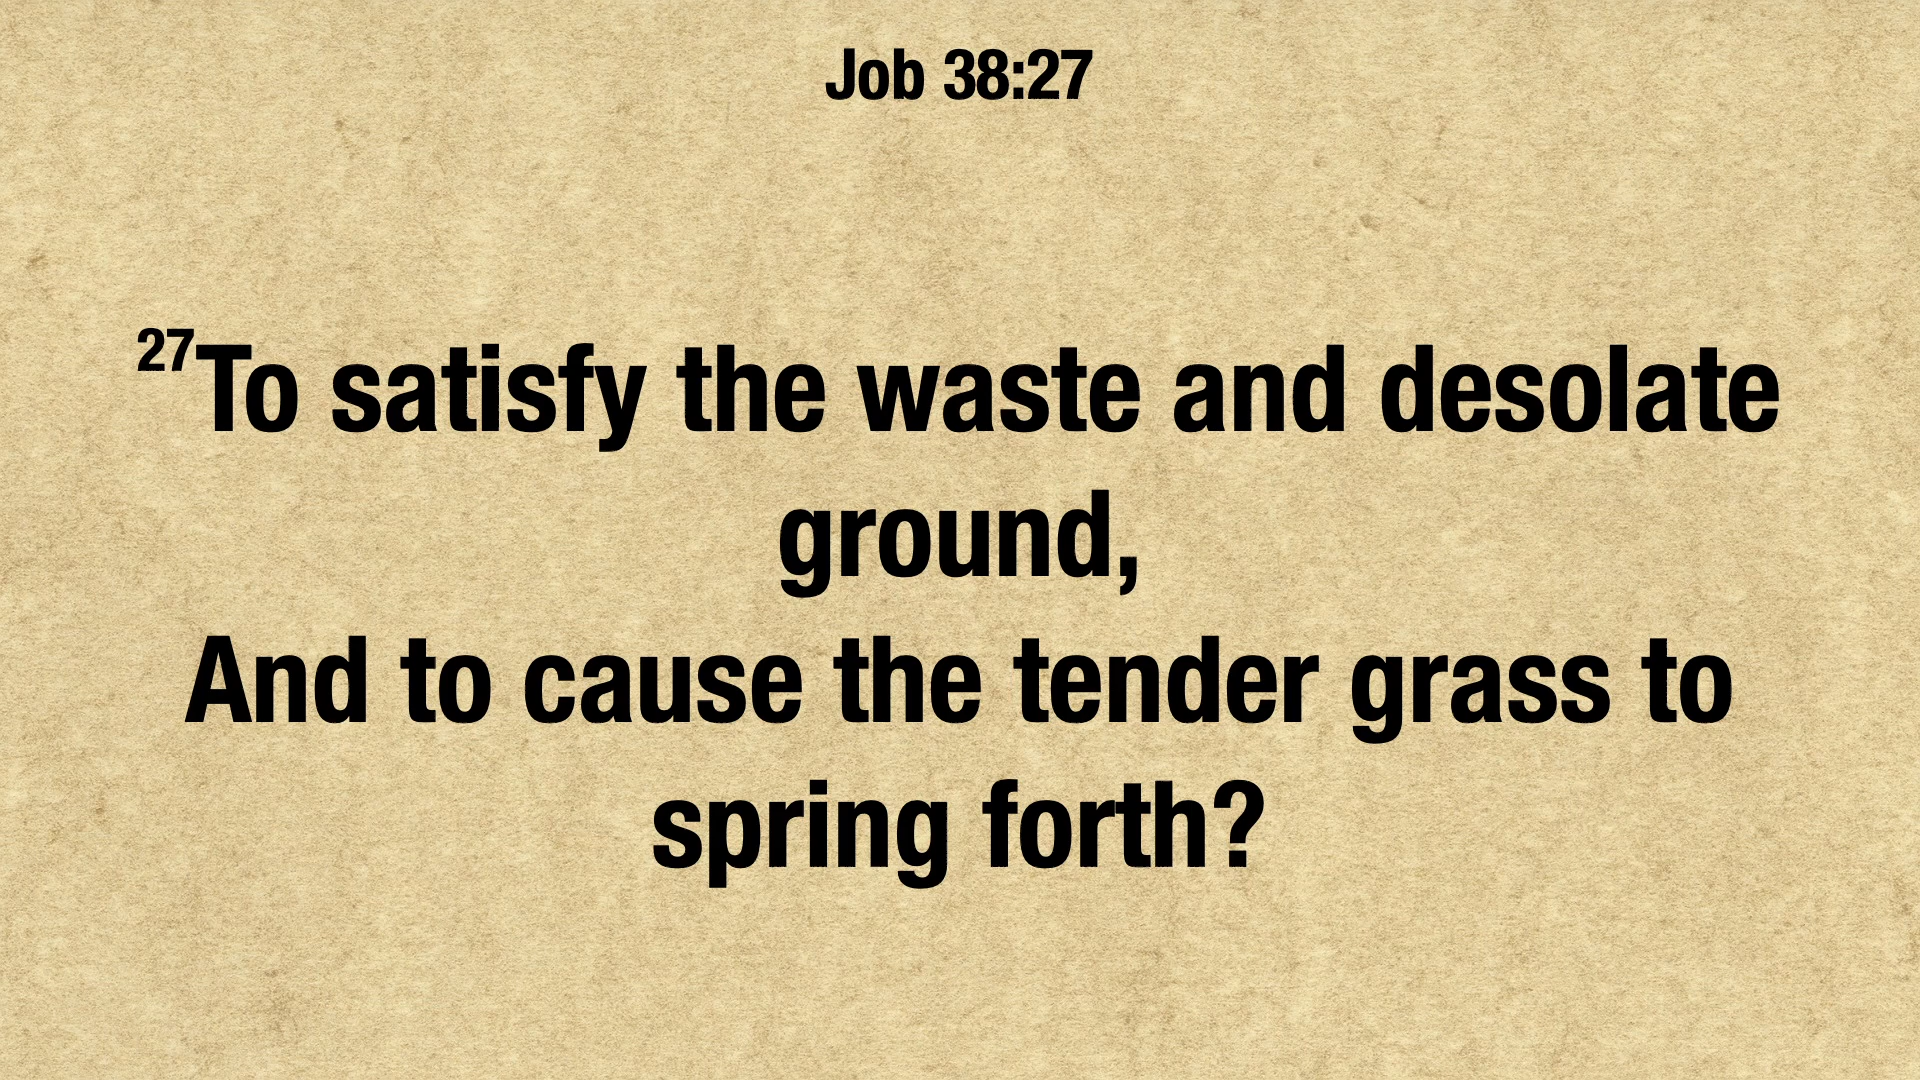 Job 38:27
27To satisfy the waste and desolate
ground,
And to cause the tender grass to
spring forth?